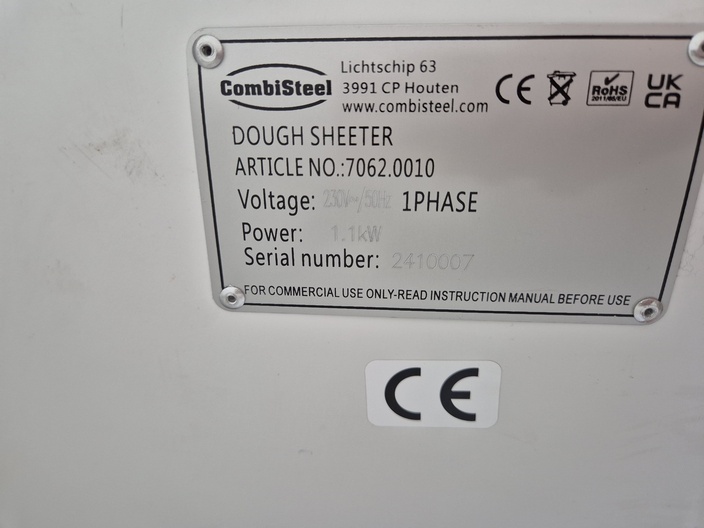 CombiSteel
Lichtschip 63
3991 CP Houten
www.combisteel.com
CE
RoHS
2011/65/EU
UK
CA
DOUGH SHEETER
ARTICLE NO.:7062.0010
Voltage: 230V~/50Hz 1PHASE
Power: 1.1kW
Serial number: 2410007
FOR COMMERCIAL USE ONLY-READ INSTRUCTION MANUAL BEFORE USE
CE